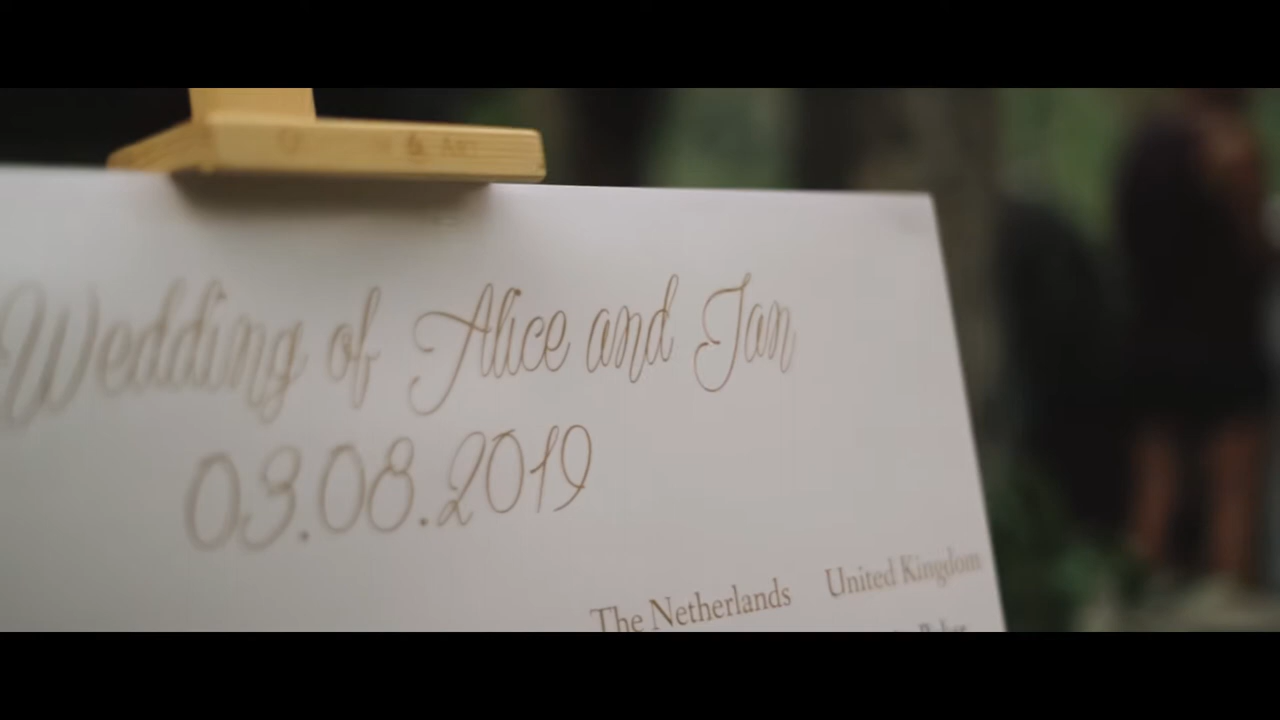 Wedding of Alice and Jan
03.08.2019
The Netherlands United Kingdom